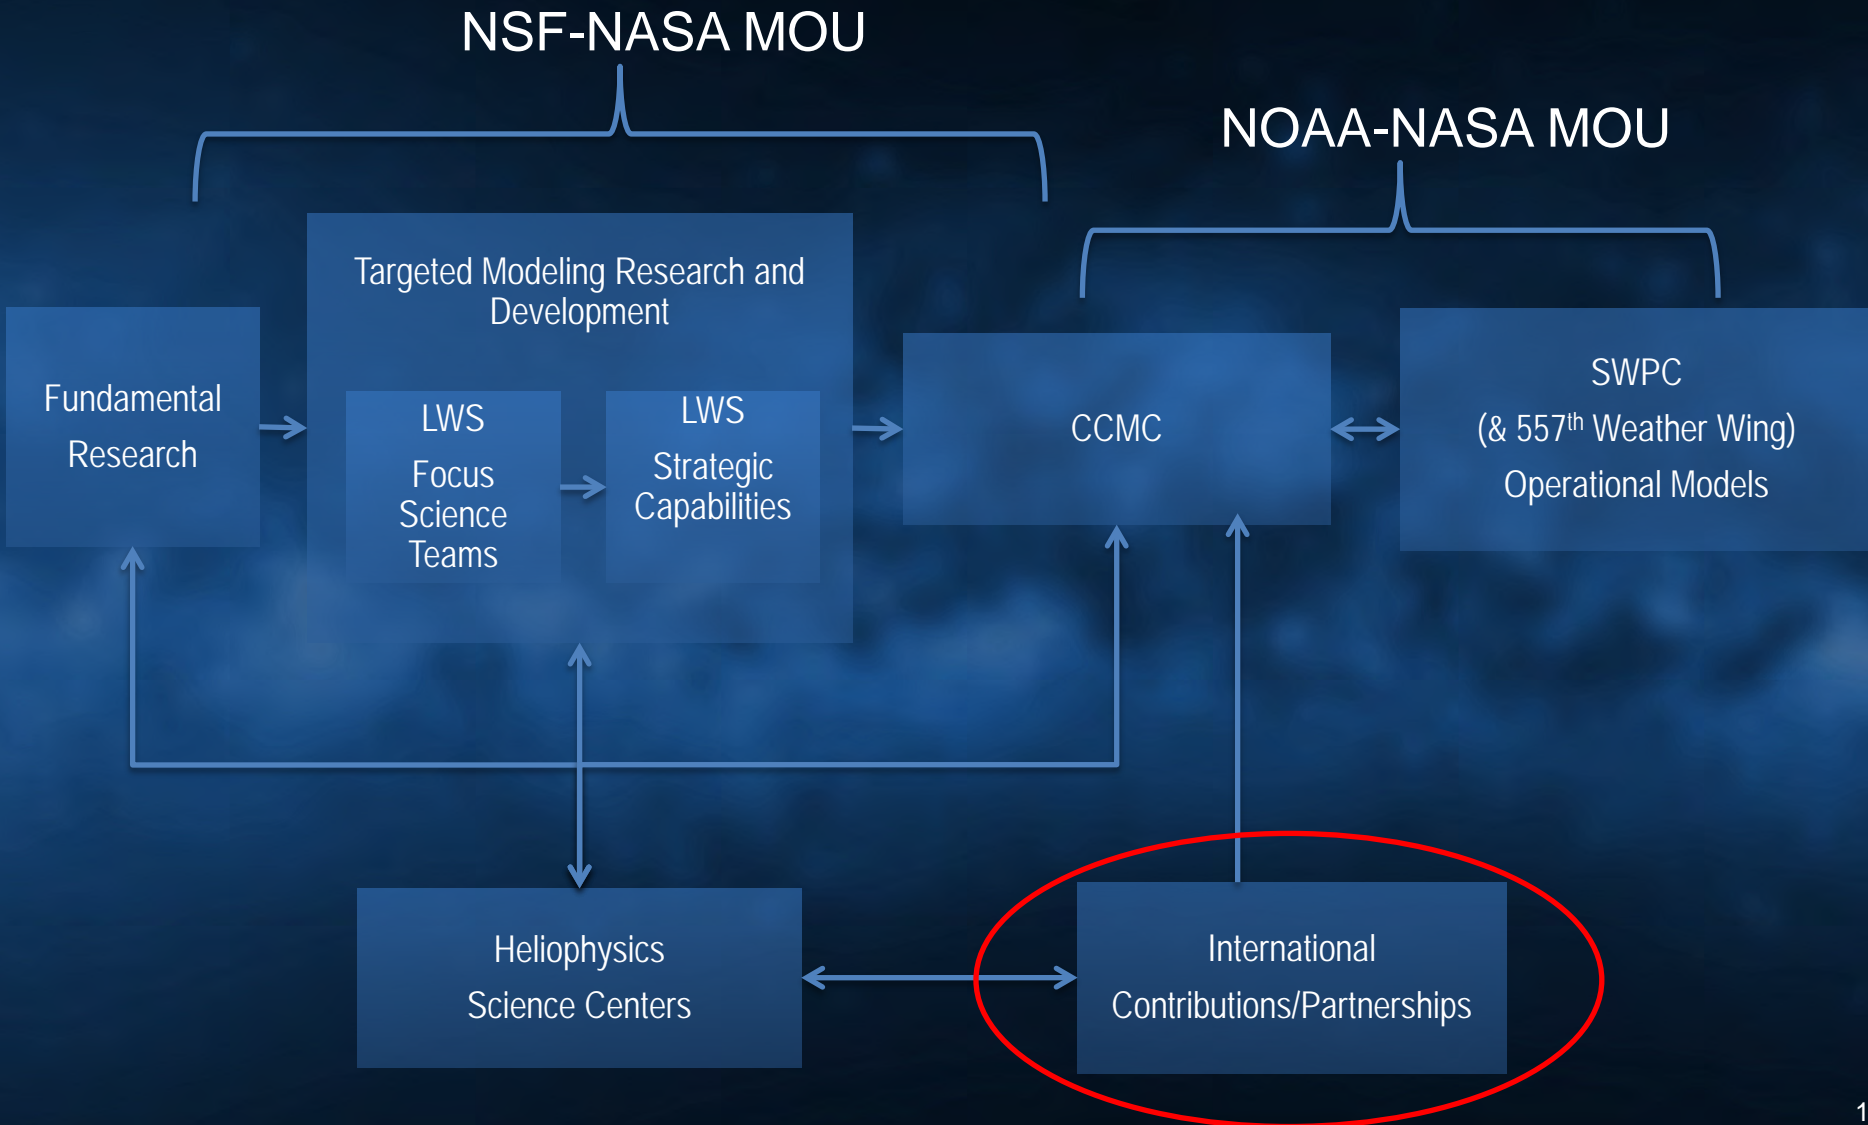 NSF-NASA MOU
NOAA-NASA MOU
Fundamental
Research
Targeted Modeling Research and
Development
LWS
Focus
Science
Teams
LWS
Strategic
Capabilities
CCMC
SWPC
(& 557th Weather Wing)
Operational Models
Heliophysics
Science Centers
International
Contributions/Partnerships
1